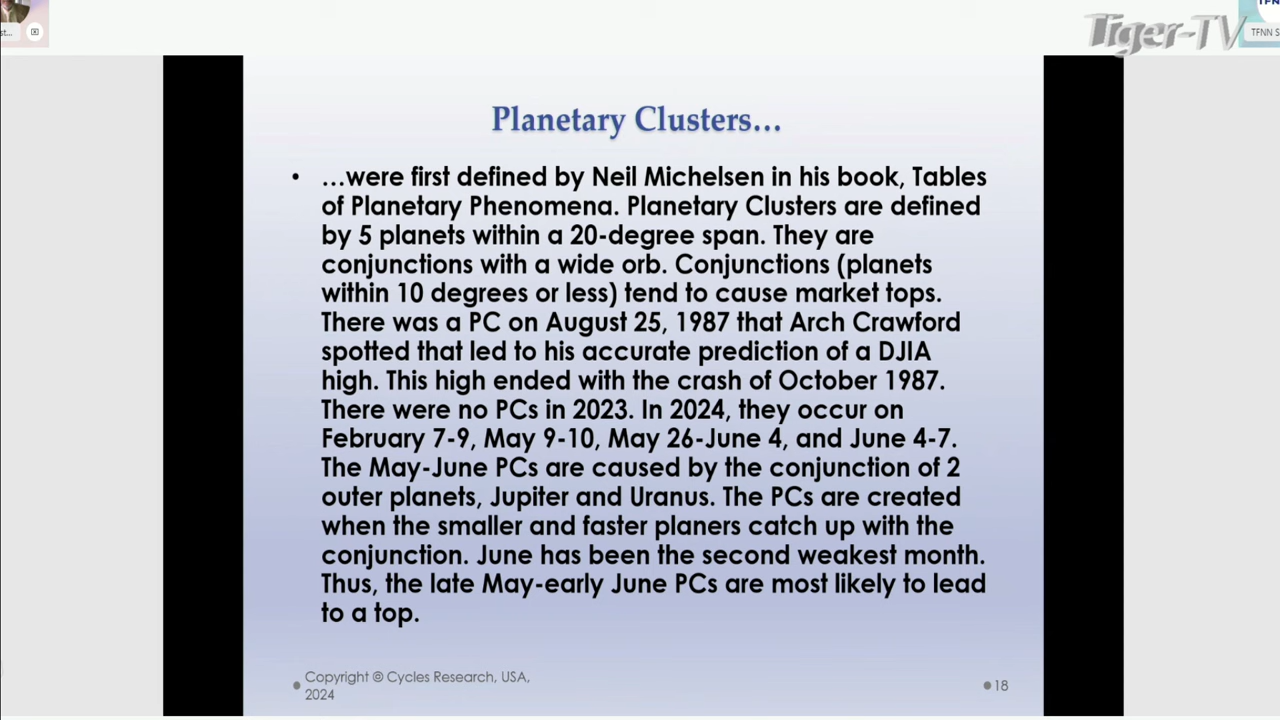 st...
Tiger-TV
TFN
TFNN S
Planetary Clusters…
• …were first defined by Neil Michelsen in his book, Tables
of Planetary Phenomena. Planetary Clusters are defined
by 5 planets within a 20-degree span. They are
conjunctions with a wide orb. Conjunctions (planets
within 10 degrees or less) tend to cause market tops.
There was a PC on August 25, 1987 that Arch Crawford
spotted that led to his accurate prediction of a DJIA
high. This high ended with the crash of October 1987.
There were no PCs in 2023. In 2024, they occur on
February 7-9, May 9-10, May 26-June 4, and June 4-7.
The May-June PCs are caused by the conjunction of 2
outer planets, Jupiter and Uranus. The PCs are created
when the smaller and faster planers catch up with the
conjunction. June has been the second weakest month.
Thus, the late May-early June PCs are most likely to lead
to a top.
Copyright © Cycles Research, USA,
2024
18